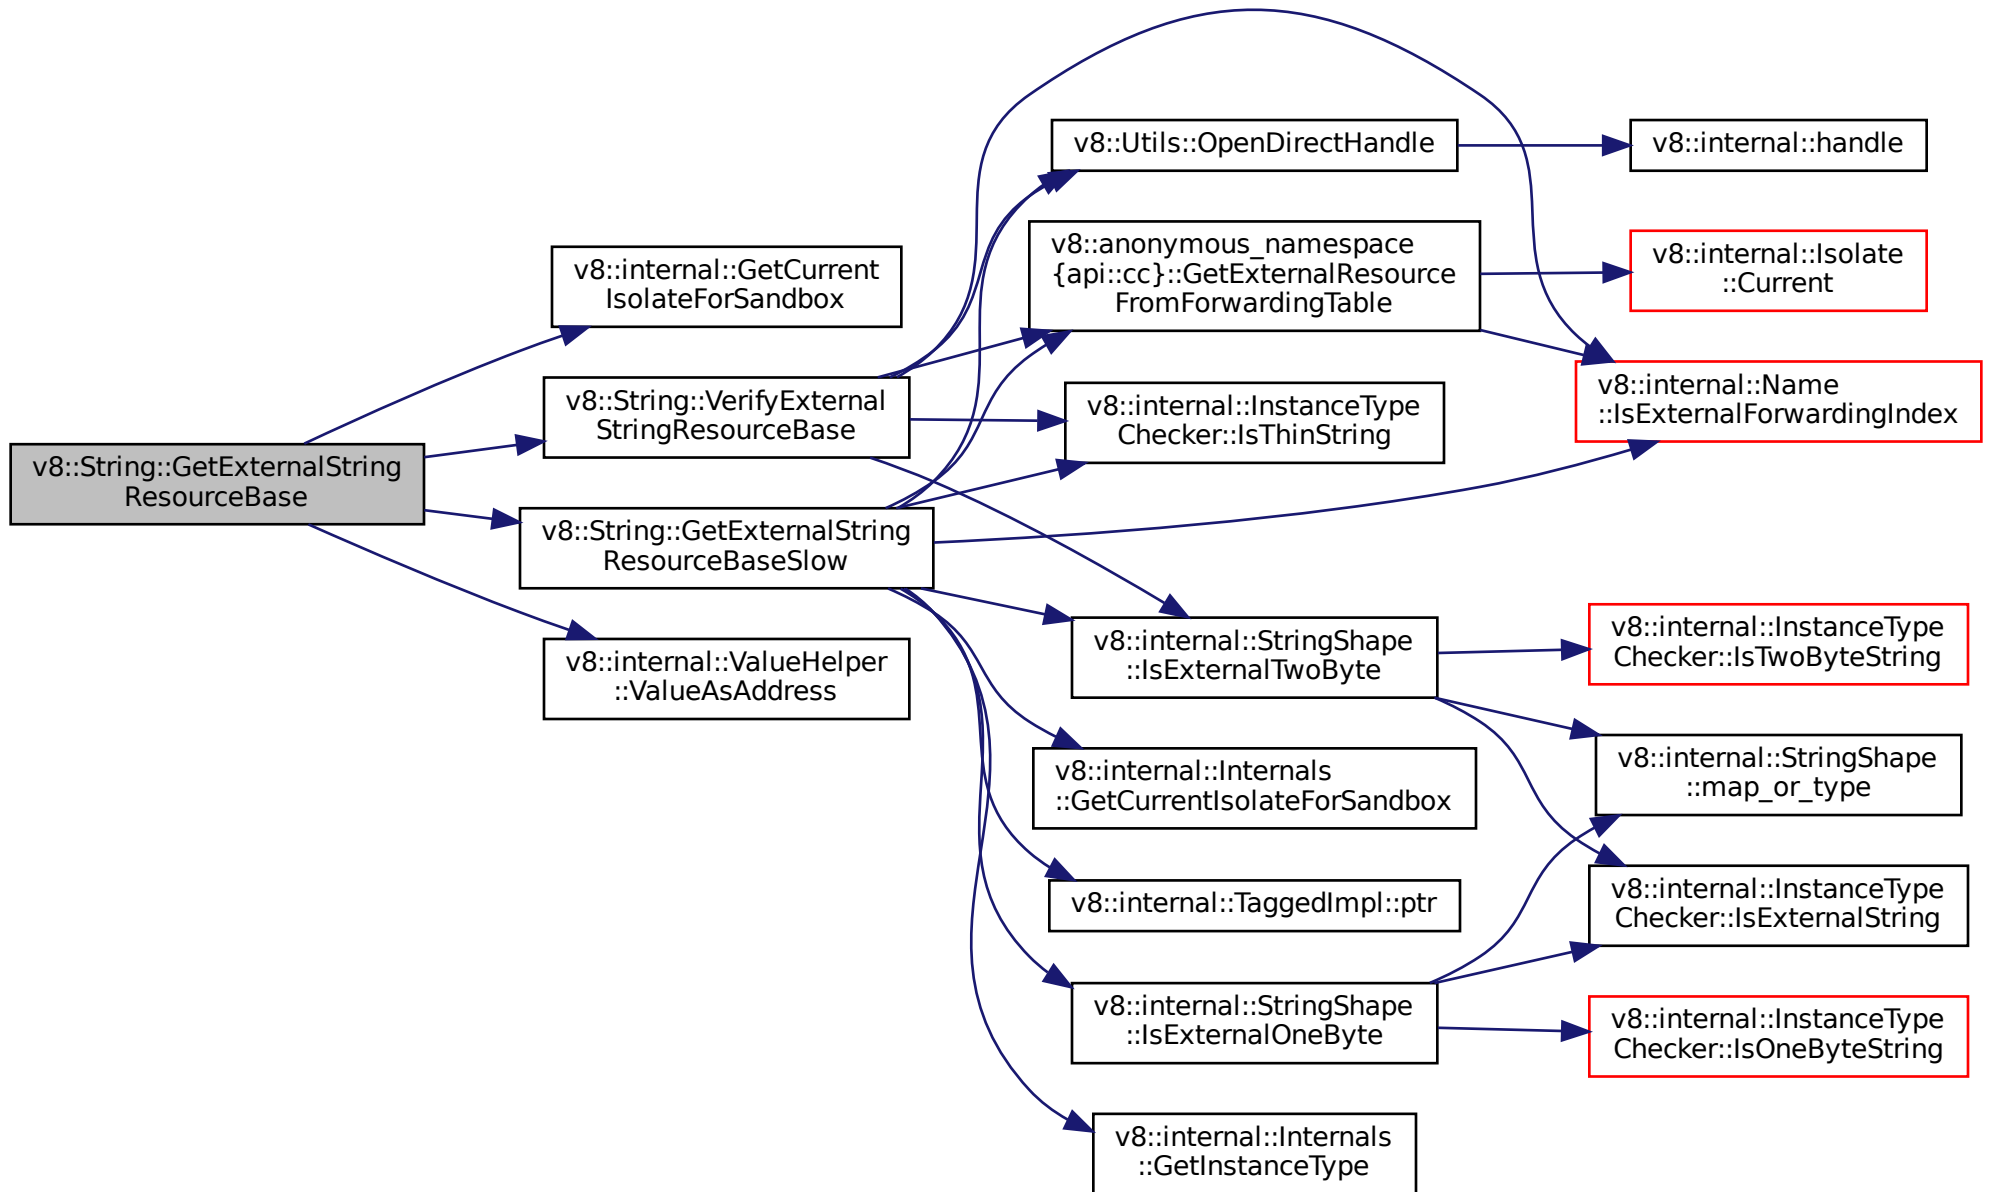 v8::String::GetExternalString
ResourceBase
v8::internal::GetCurrent
IsolateForSandbox
v8::String::VerifyExternal
StringResourceBase
v8::String::GetExternalString
ResourceBaseSlow
v8::internal::ValueHelper
::ValueAsAddress
v8::Utils::OpenDirectHandle
v8::anonymous_namespace
{api::cc}::GetExternalResource
FromForwardingTable
v8::internal::InstanceType
Checker::IsThinString
v8::internal::StringShape
::IsExternalTwoByte
v8::internal::Internals
::GetCurrentIsolateForSandbox
v8::internal::TaggedImpl::ptr
v8::internal::StringShape
::IsExternalOneByte
v8::internal::Internals
::GetInstanceType
v8::internal::handle
v8::internal::Isolate
::Current
v8::internal::Name
::IsExternalForwardingIndex
v8::internal::InstanceType
Checker::IsTwoByteString
v8::internal::StringShape
::map_or_type
v8::internal::InstanceType
Checker::IsExternalString
v8::internal::InstanceType
Checker::IsOneByteString